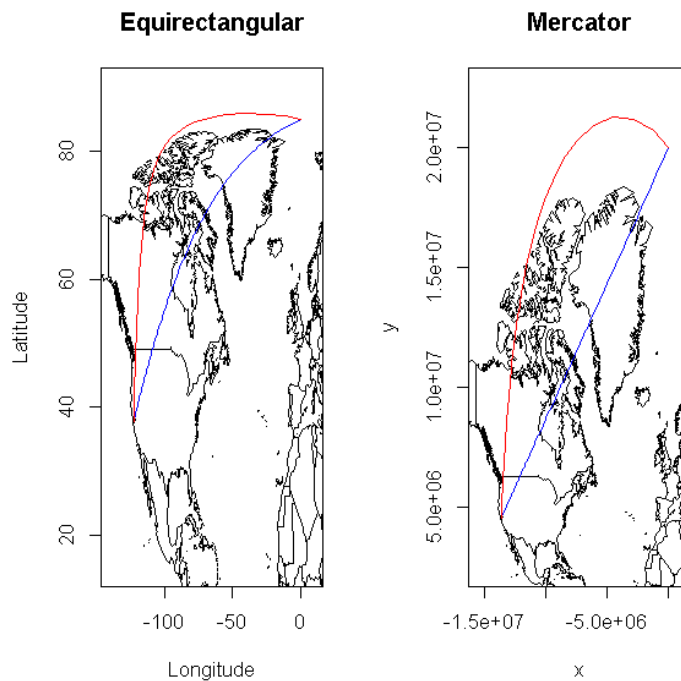 Equirectangular
Mercator
80
60
40
20
Latitude
-100
-50
0
Longitude
2.0e+07
1.5e+07
1.0e+07
5.0e+06
y
-1.5e+07
-5.0e+06
x